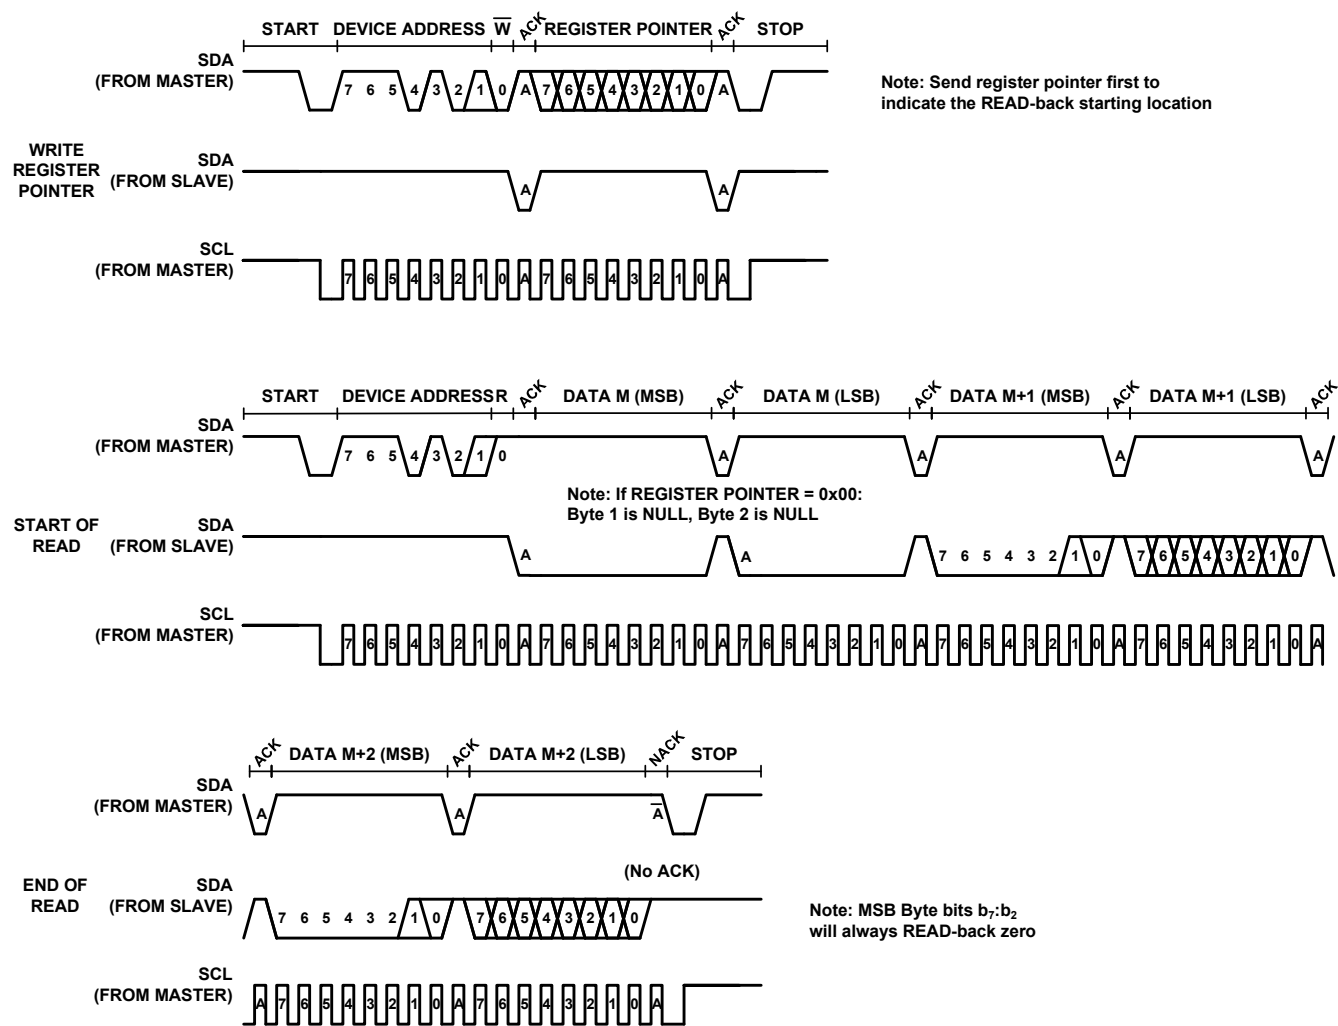 START DEVICE ADDRESS W̅ ACK REGISTER POINTER ACK STOP
SDA
(FROM MASTER)
7 6 5 4 3 2 1 0 A 7 6 5 4 3 2 1 0 A
Note: Send register pointer first to
indicate the READ-back starting location
WRITE
REGISTER
POINTER
SDA
(FROM SLAVE)
A A
SCL
(FROM MASTER)
7 6 5 4 3 2 1 0 A 7 6 5 4 3 2 1 0 A
START DEVICE ADDRESS R ACK DATA M (MSB) ACK DATA M (LSB) ACK DATA M+1 (MSB) ACK DATA M+1 (LSB) ACK
SDA
(FROM MASTER)
7 6 5 4 3 2 1 0 A A A A
Note: If REGISTER POINTER = 0x00:
Byte 1 is NULL, Byte 2 is NULL
START OF
READ
SDA
(FROM SLAVE)
A A 7 6 5 4 3 2 1 0 7 6 5 4 3 2 1 0
SCL
(FROM MASTER)
7 6 5 4 3 2 1 0 A 7 6 5 4 3 2 1 0 A 7 6 5 4 3 2 1 0 A 7 6 5 4 3 2 1 0 A 7 6 5 4 3 2 1 0 A
ACK DATA M+2 (MSB) ACK DATA M+2 (LSB) NACK STOP
SDA
(FROM MASTER)
A A A̅
(No ACK)
END OF
READ
SDA
(FROM SLAVE)
7 6 5 4 3 2 1 0 7 6 5 4 3 2 1 0
Note: MSB Byte bits b₇:b₂
will always READ-back zero
SCL
(FROM MASTER)
A 7 6 5 4 3 2 1 0 A 7 6 5 4 3 2 1 0 A